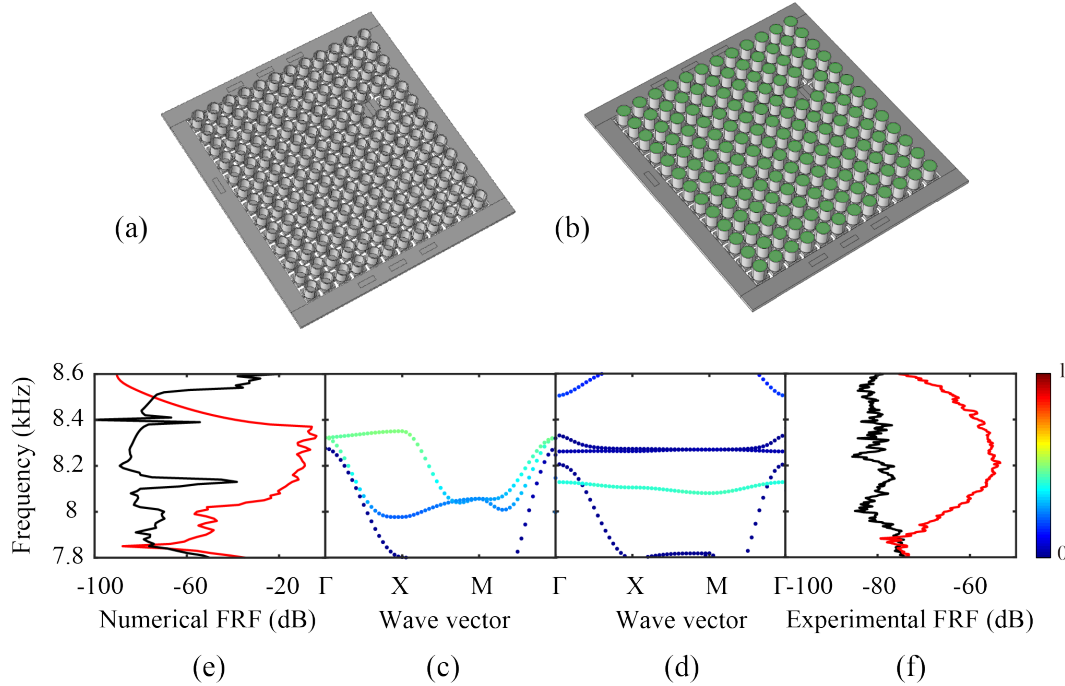 (a)
(b)
8.6
8.4
8.2
8
7.8
Frequency (kHz)
-100
-60
-20
Γ
X
M
Γ
X
M
Γ
-100
-80
-60
1
0
Numerical FRF (dB)
Wave vector
Wave vector
Experimental FRF (dB)
(e)
(c)
(d)
(f)